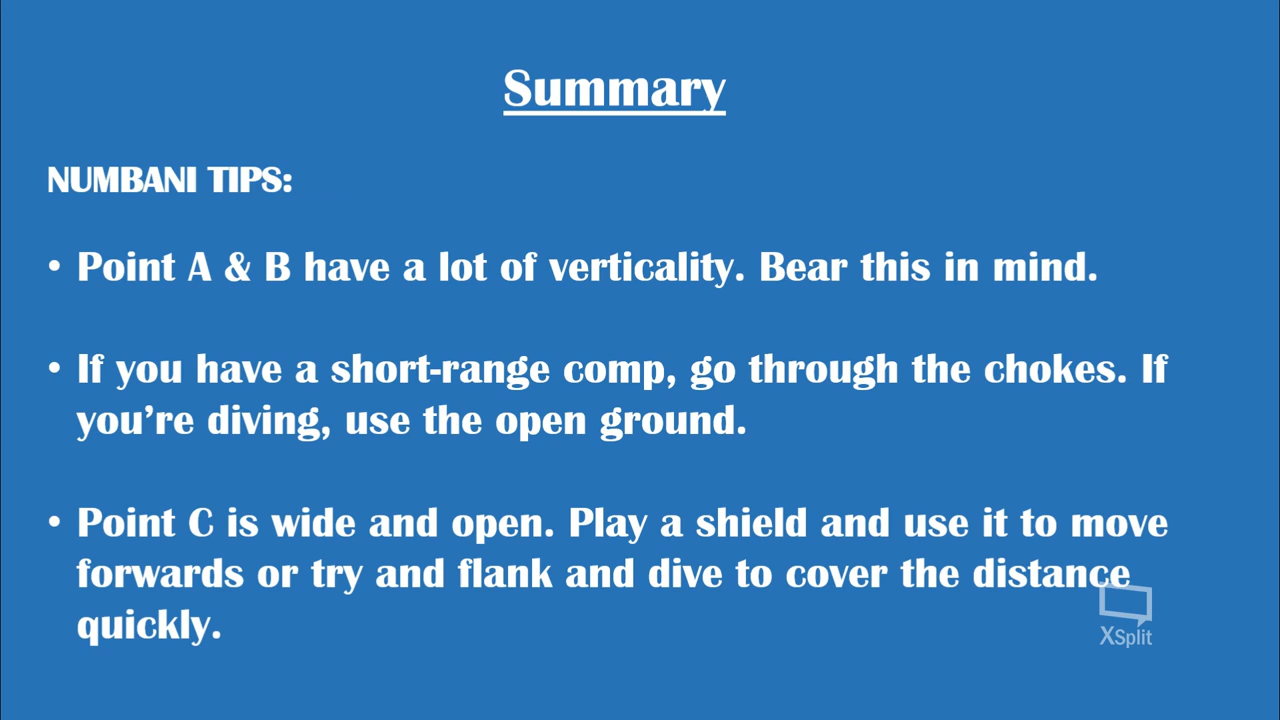 Summary
NUMBANI TIPS:
• Point A & B have a lot of verticality. Bear this in mind.
• If you have a short-range comp, go through the chokes. If
you’re diving, use the open ground.
• Point C is wide and open. Play a shield and use it to move
forwards or try and flank and dive to cover the distance
quickly.
XSplit